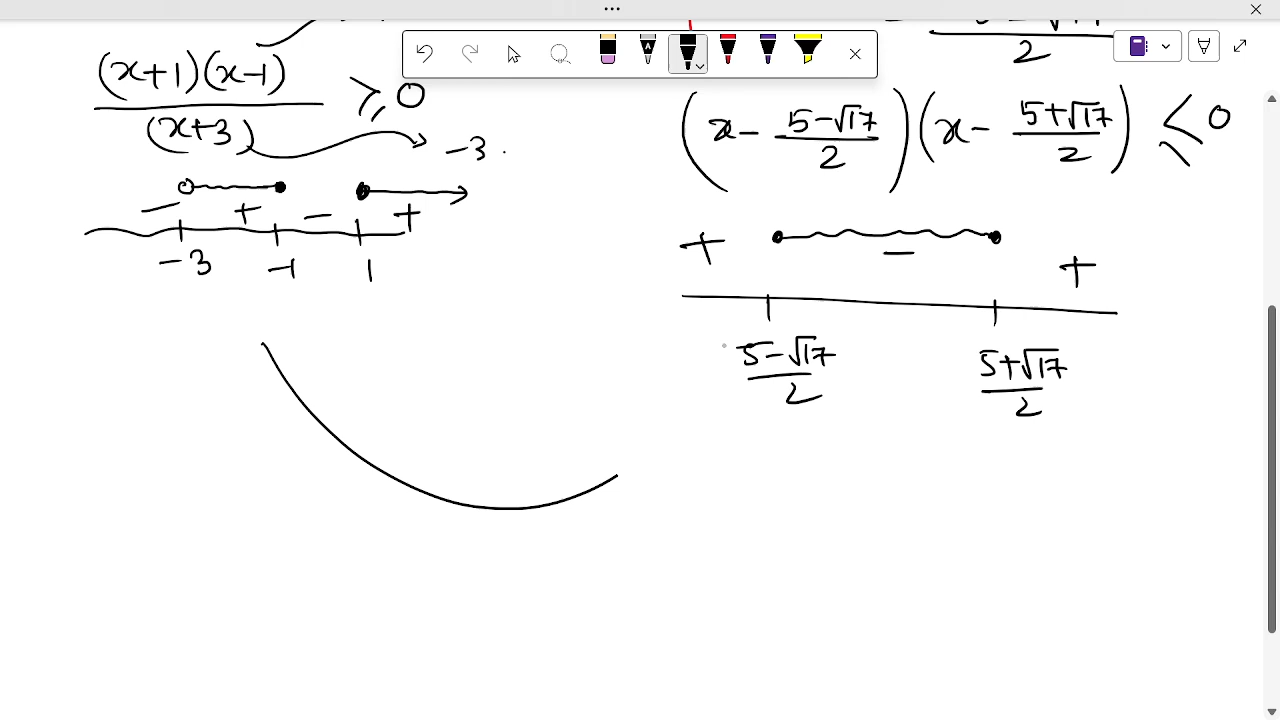 (x+1)(x-1)
(x+3)
≥ 0
-3
- + - +
-3 -1 1
2
(x - (5-√17)/2)(x - (5+√17)/2) ≤ 0
+ - +
5-√17
2
5+√17
2